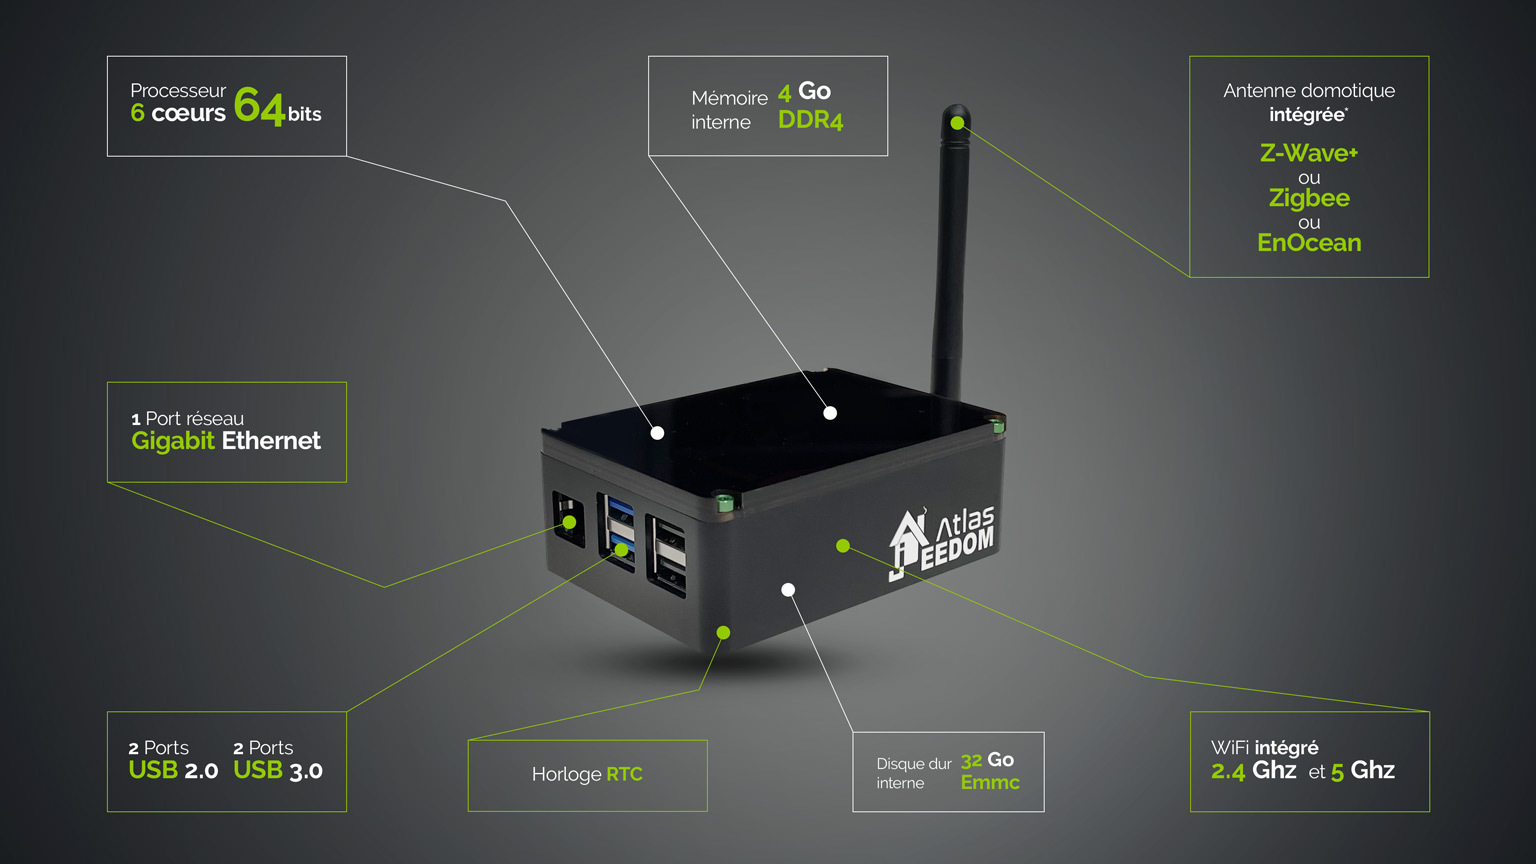 Processeur
6 cœurs 64 bits
Mémoire interne
4 Go
DDR4
Antenne domotique
intégrée*
Z-Wave+
ou
Zigbee
ou
EnOcean
1 Port réseau
Gigabit Ethernet
Atlas
JEEDOM
2 Ports
USB 2.0
2 Ports
USB 3.0
Horloge RTC
Disque dur
interne
32 Go
Emmc
WiFi intégré
2.4 Ghz et 5 Ghz